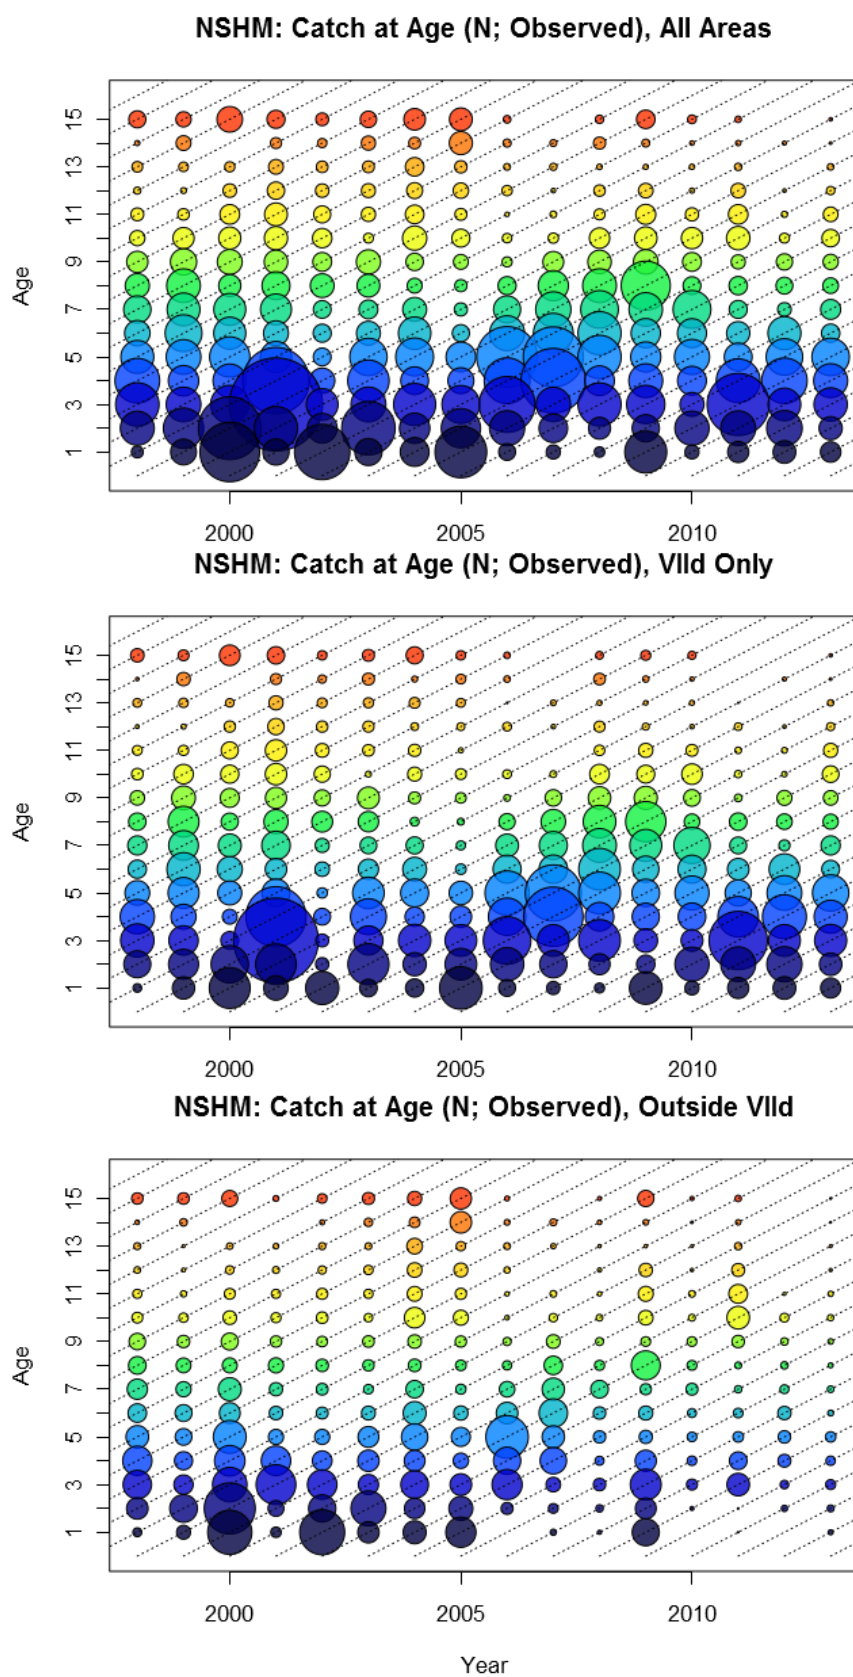 NSHM: Catch at Age (N; Observed), All Areas
15
13
11
9
7
5
3
1
Age
2000 2005 2010
NSHM: Catch at Age (N; Observed), VIId Only
15
13
11
9
7
5
3
1
Age
2000 2005 2010
NSHM: Catch at Age (N; Observed), Outside VIId
15
13
11
9
7
5
3
1
Age
2000 2005 2010
Year